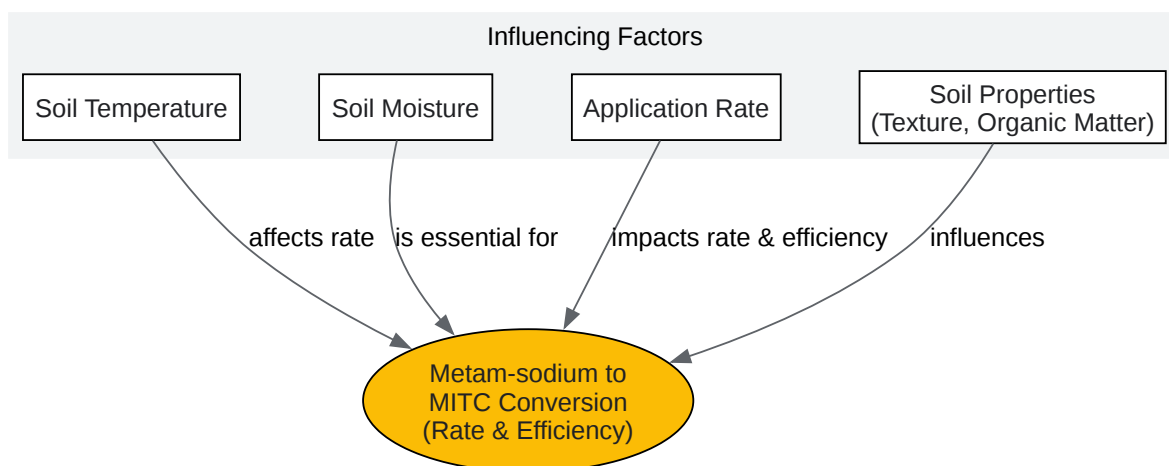 Influencing Factors
Soil Temperature
Soil Moisture
Application Rate
Soil Properties
(Texture, Organic Matter)
affects rate
is essential for
impacts rate & efficiency
influences
Metam-sodium to
MITC Conversion
(Rate & Efficiency)